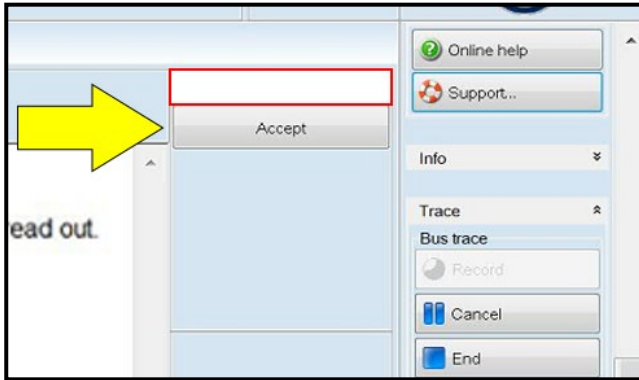 Online help
Support...
Accept
Info
Trace
ead out.
Bus trace
Record
Cancel
End